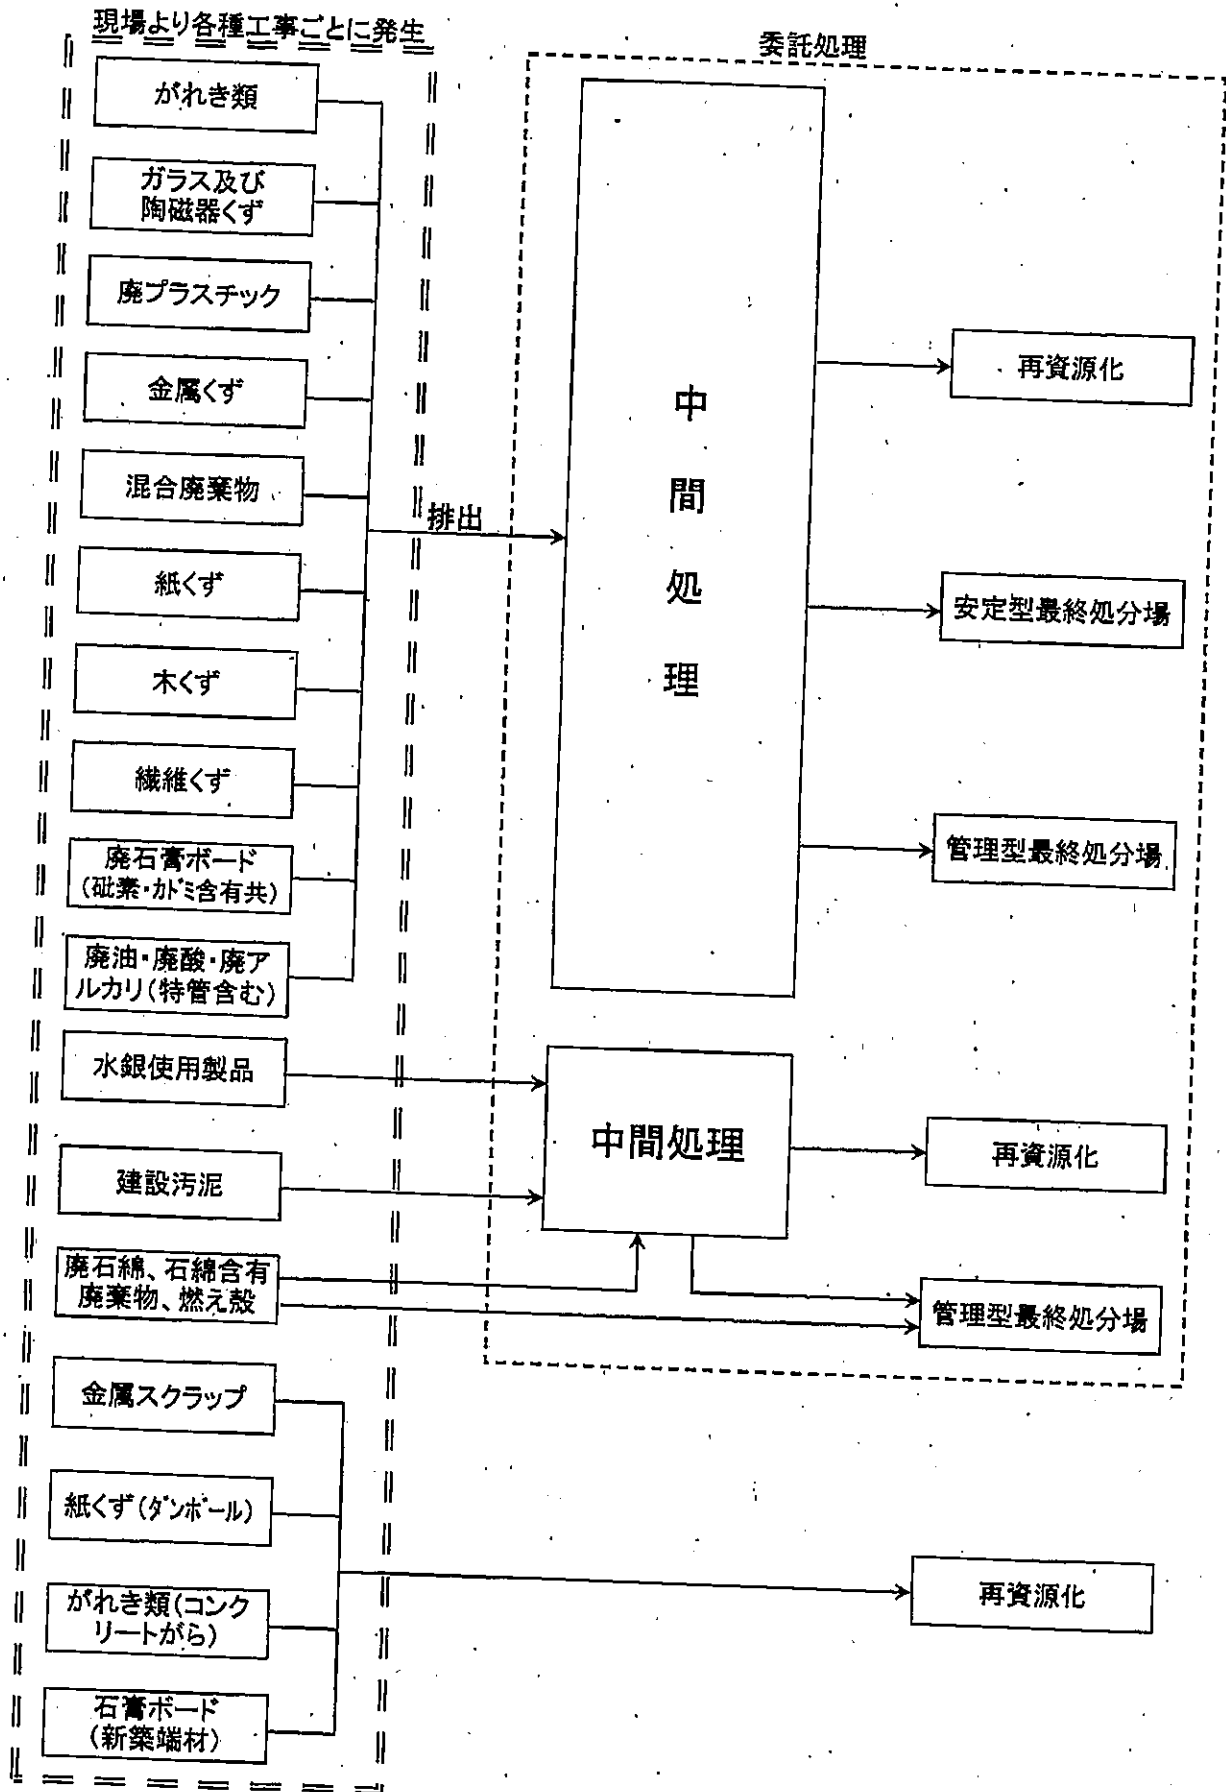 現場より各種工事ごとに発生
委託処理
がれき類
ガラス及び
陶磁器くず
廃プラスチック
金属くず
混合廃棄物
紙くず
木くず
繊維くず
廃石膏ボード
(砒素・カドミ含有共)
廃油・廃酸・廃ア
ルカリ(特管含む)
水銀使用製品
建設汚泥
廃石綿、石綿含有
廃棄物、燃え殻
金属スクラップ
紙くず(ダンボール)
がれき類(コンク
リートがら)
石膏ボード
(新築端材)
排出
中
間
処
理
再資源化
安定型最終処分場
管理型最終処分場
中間処理
再資源化
管理型最終処分場
再資源化